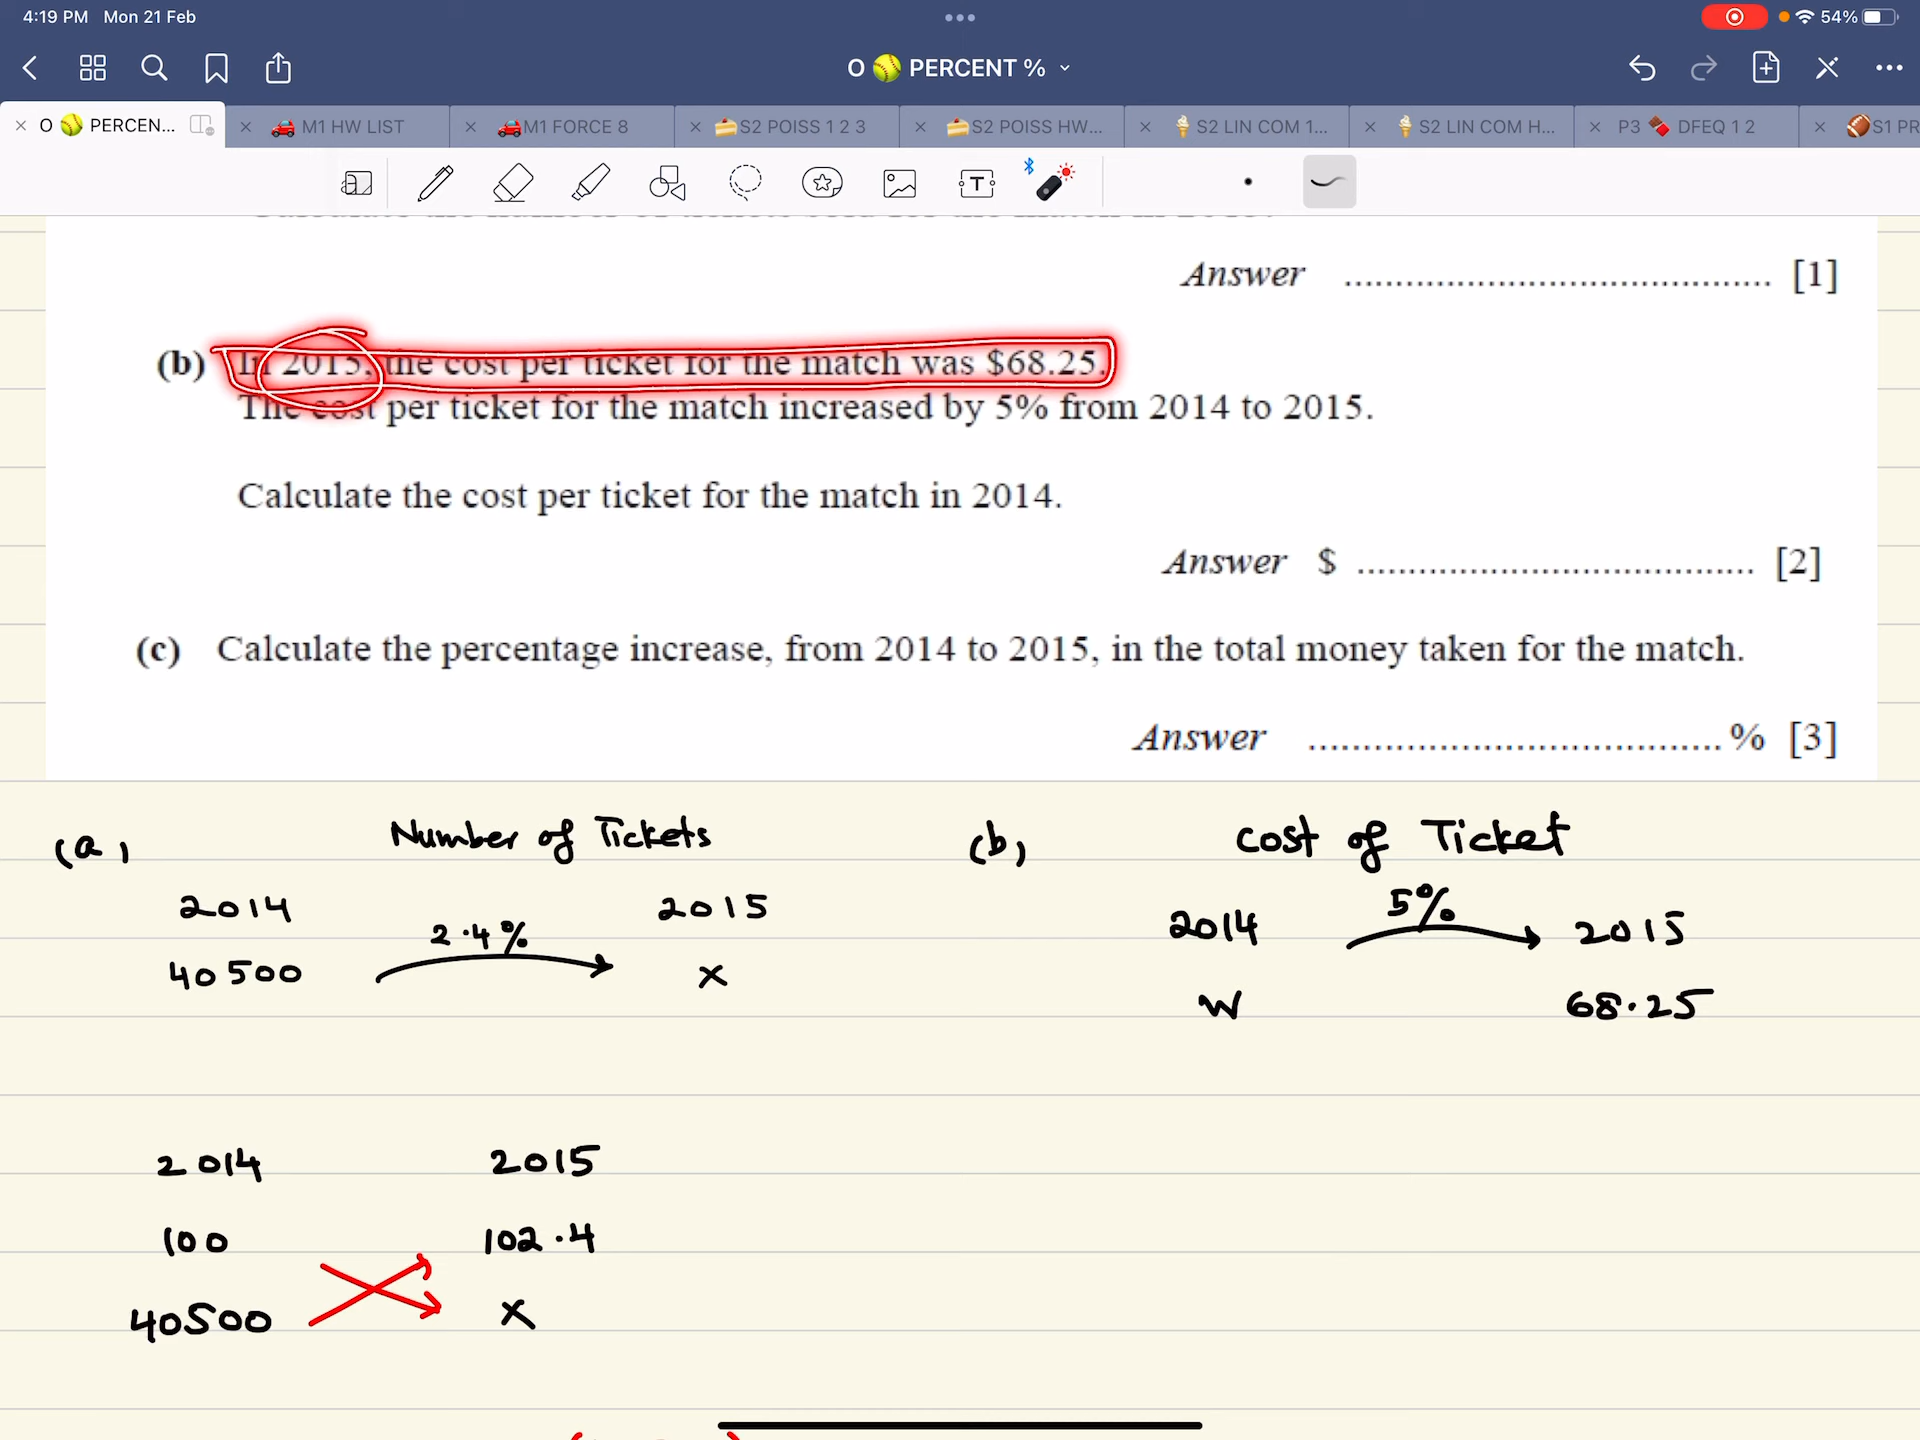 4:19 PM Mon 21 Feb
54%
O 🥎 PERCENT %
O 🥎 PERCEN...
M1 HW LIST
M1 FORCE 8
S2 POISS 1 2 3
S2 POISS HW...
S2 LIN COM 1...
S2 LIN COM H...
P3 🍫 DFEQ 1 2
S1 PR
Answer .......................................... [1]
(b) In 2015, the cost per ticket for the match was $68.25.
The cost per ticket for the match increased by 5% from 2014 to 2015.
Calculate the cost per ticket for the match in 2014.
Answer $ ....................................... [2]
(c) Calculate the percentage increase, from 2014 to 2015, in the total money taken for the match.
Answer ........................................ % [3]
(a) Number of Tickets
2014 2.4% 2015
40500 x
2014 2015
100 102.4
40500 x
(b) Cost of Ticket
2014 5% 2015
W 68.25